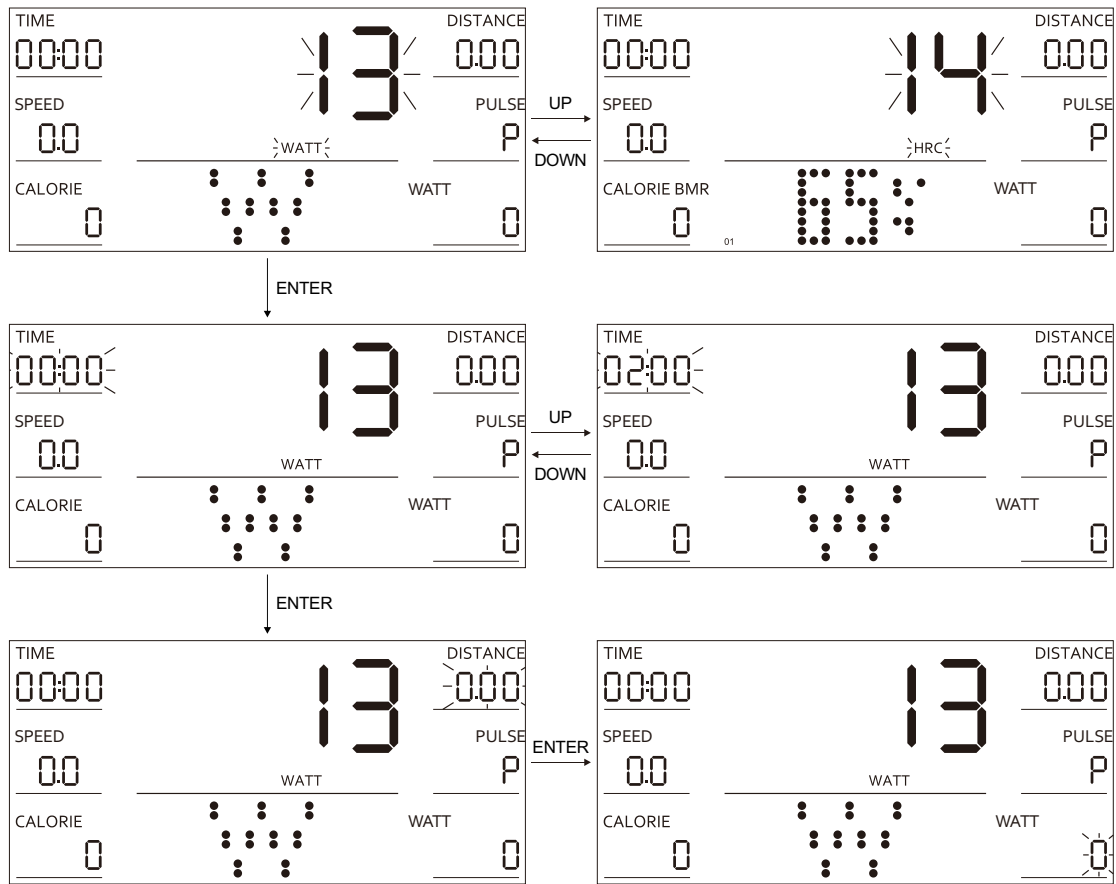 TIME
DISTANCE
00:00
13
0.00
SPEED
PULSE
0.0
P
WATT
CALORIE
W
WATT
0
0
UP
DOWN
TIME
DISTANCE
00:00
14
0.00
SPEED
PULSE
0.0
P
HRC
CALORIE BMR
65%
WATT
0
01
0
ENTER
TIME
DISTANCE
00:00
13
0.00
SPEED
PULSE
0.0
P
WATT
CALORIE
W
WATT
0
0
UP
DOWN
TIME
DISTANCE
02:00
13
0.00
SPEED
PULSE
0.0
P
WATT
CALORIE
W
WATT
0
0
ENTER
TIME
DISTANCE
00:00
13
0.00
SPEED
PULSE
0.0
P
WATT
CALORIE
W
WATT
0
0
ENTER
TIME
DISTANCE
00:00
13
0.00
SPEED
PULSE
0.0
P
WATT
CALORIE
W
WATT
0
0